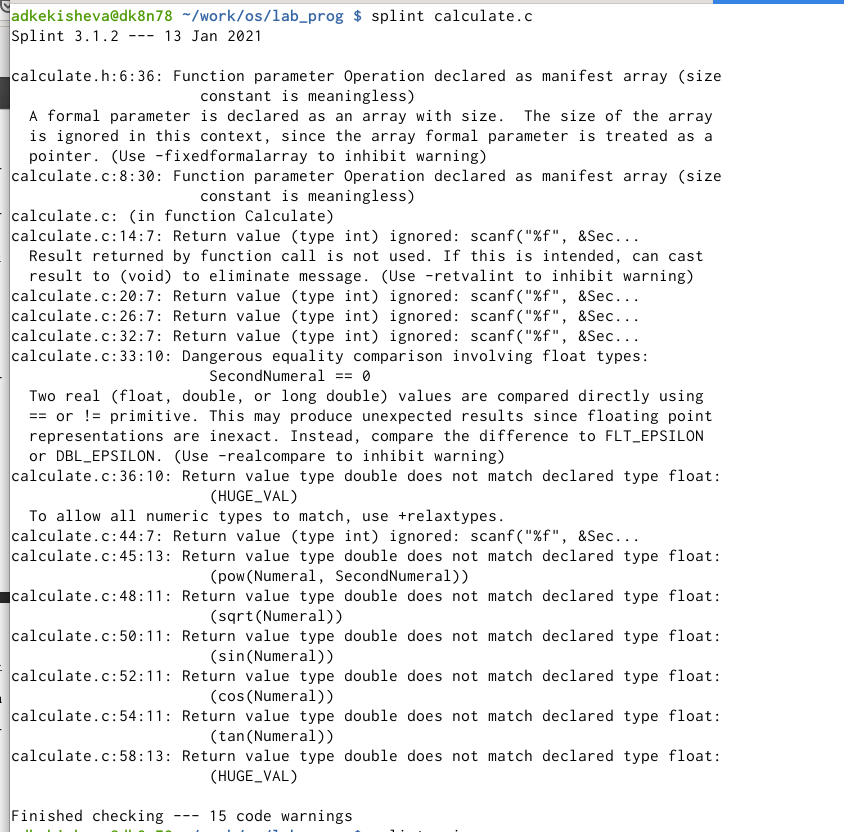 adkekisheva@dk8n78 ~/work/os/lab_prog $ splint calculate.c
Splint 3.1.2 --- 13 Jan 2021
calculate.h:6:36: Function parameter Operation declared as manifest array (size
constant is meaningless)
A formal parameter is declared as an array with size.  The size of the array
is ignored in this context, since the array formal parameter is treated as a
pointer. (Use -fixedformalarray to inhibit warning)
calculate.c:8:30: Function parameter Operation declared as manifest array (size
constant is meaningless)
calculate.c: (in function Calculate)
calculate.c:14:7: Return value (type int) ignored: scanf("%f", &Sec...
Result returned by function call is not used. If this is intended, can cast
result to (void) to eliminate message. (Use -retvalint to inhibit warning)
calculate.c:20:7: Return value (type int) ignored: scanf("%f", &Sec...
calculate.c:26:7: Return value (type int) ignored: scanf("%f", &Sec...
calculate.c:32:7: Return value (type int) ignored: scanf("%f", &Sec...
calculate.c:33:10: Dangerous equality comparison involving float types:
SecondNumeral == 0
Two real (float, double, or long double) values are compared directly using
== or != primitive. This may produce unexpected results since floating point
representations are inexact. Instead, compare the difference to FLT_EPSILON
or DBL_EPSILON. (Use -realcompare to inhibit warning)
calculate.c:36:10: Return value type double does not match declared type float:
(HUGE_VAL)
To allow all numeric types to match, use +relaxtypes.
calculate.c:44:7: Return value (type int) ignored: scanf("%f", &Sec...
calculate.c:45:13: Return value type double does not match declared type float:
(pow(Numeral, SecondNumeral))
calculate.c:48:11: Return value type double does not match declared type float:
(sqrt(Numeral))
calculate.c:50:11: Return value type double does not match declared type float:
(sin(Numeral))
calculate.c:52:11: Return value type double does not match declared type float:
(cos(Numeral))
calculate.c:54:11: Return value type double does not match declared type float:
(tan(Numeral))
calculate.c:58:13: Return value type double does not match declared type float:
(HUGE_VAL)
Finished checking --- 15 code warnings